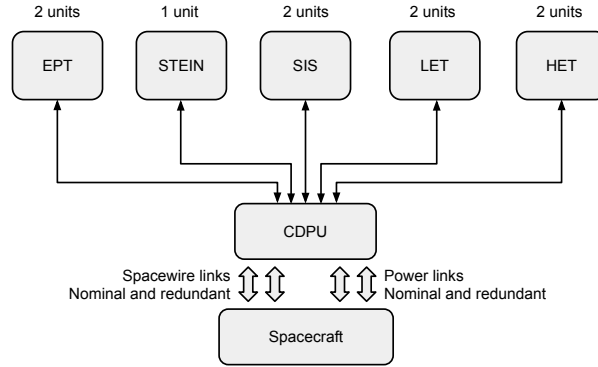 2 units
1 unit
2 units
2 units
2 units
EPT
STEIN
SIS
LET
HET
CDPU
Spacewire links
Nominal and redundant
Power links
Nominal and redundant
Spacecraft